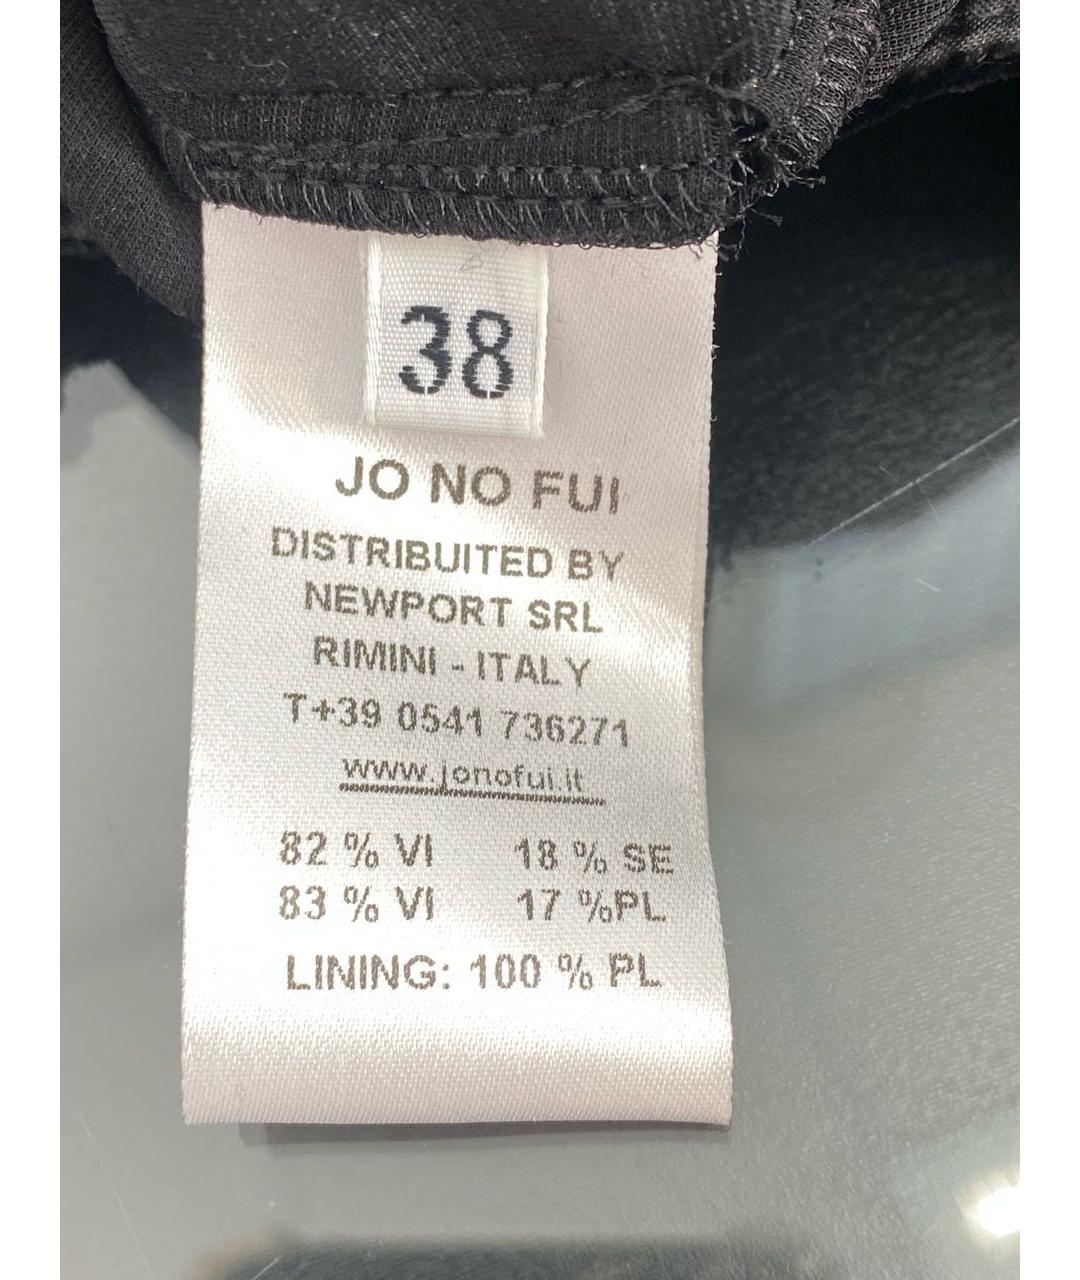 38
JO NO FUI
DISTRIBUITED BY
NEWPORT SRL
RIMINI - ITALY
T+39 0541 736271
www.jonofui.it
82 % VI 18 % SE
83 % VI 17 %PL
LINING: 100 % PL